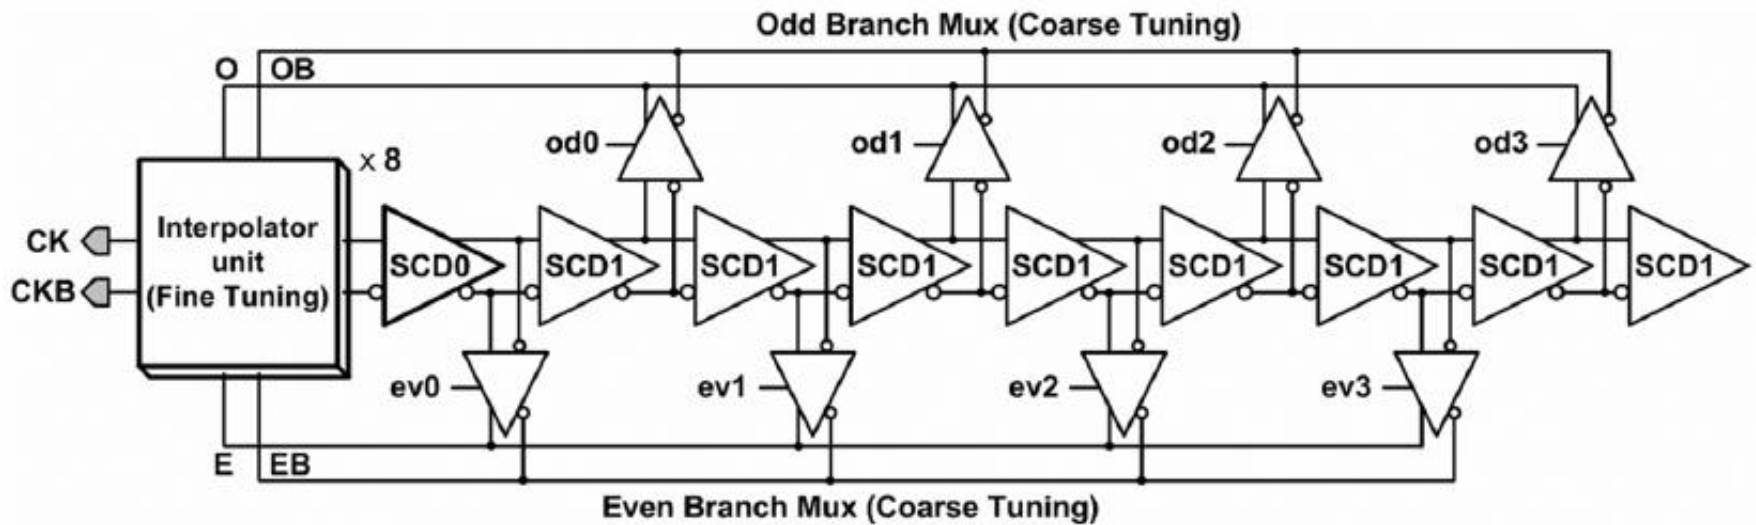 Odd Branch Mux (Coarse Tuning)
O OB
od0 od1 od2 od3
x 8
CK
CKB
Interpolator
unit
(Fine Tuning)
SCD0 SCD1 SCD1 SCD1 SCD1 SCD1 SCD1 SCD1 SCD1
ev0 ev1 ev2 ev3
E EB
Even Branch Mux (Coarse Tuning)